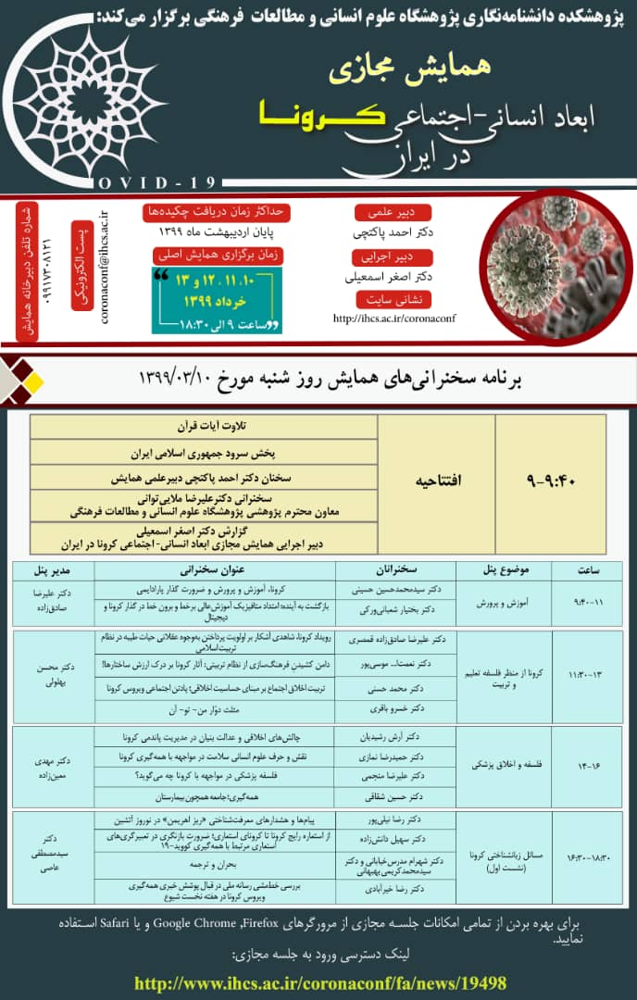 پژوهشکده دانشنامه‌نگاری پژوهشگاه علوم انسانی و مطالعات فرهنگی برگزار می‌کند:
همایش مجازی
ابعاد انسانی-اجتماعی کرونا
در ایران
OVID-19
دبیر علمی
دکتر احمد پاکتچی
دبیر اجرایی
دکتر اصغر اسمعیلی
نشانی سایت
http://ihcs.ac.ir/coronaconf
حداکثر زمان دریافت چکیده‌ها
پایان اردیبهشت ماه ۱۳۹۹
زمان برگزاری همایش اصلی
۱۰، ۱۱، ۱۲ و ۱۳
خرداد ۱۳۹۹
ساعت ۹ الی ۱۸:۳۰
پست الکترونیکی
coronaconf@ihcs.ac.ir
شماره تلفن دبیرخانه همایش
۰۹۹۱۷۳۰۸۱۲۱
برنامه سخنرانی‌های همایش روز شنبه مورخ ۱۳۹۹/۰۳/۱۰
۹-۹:۴۰
افتتاحیه
تلاوت آیات قرآن
پخش سرود جمهوری اسلامی ایران
سخنان دکتر احمد پاکتچی دبیرعلمی همایش
سخنرانی دکترعلیرضا ملایی‌توانی
معاون محترم پژوهشی پژوهشگاه علوم انسانی و مطالعات فرهنگی
گزارش دکتر اصغر اسمعیلی
دبیر اجرایی همایش مجازی ابعاد انسانی- اجتماعی کرونا در ایران
ساعت موضوع پنل سخنرانان عنوان سخنرانی مدیر پنل
۹:۴۰-۱۱
آموزش و پرورش
دکتر سیدمحمدحسین حسینی
کرونا، آموزش و پرورش و ضرورت گذار پارادایمی
دکتر بختیار شعبانی‌ورکی
بازگشت به آینده؛ امتداد متافیزیک آموزش‌عالی برخط و برون خط در گذار کرونا و
دیجیتال
دکتر علیرضا
صادق‌زاده
۱۱:۳۰-۱۳
کرونا از منظر فلسفه تعلیم
و تربیت
دکتر علیرضا صادق‌زاده قمصری
رویداد کرونا، شاهدی آشکار بر اولویت پرداختن به‌وجوه عقلانی حیات طیبه در نظام
تربیت‌اسلامی
دکتر نعمت‌ا... موسی‌پور
دامن کشیدنِ فرهنگ‌سازی از نظام تربیتی: آثار کرونا بر درک ارزش ساختارها!
دکتر محمد حسنی
تربیت اخلاق اجتماع بر مبنای حساسیت اخلاقی؛ پادتن اجتماعی ویروس کرونا
دکتر خسرو باقری
مثلث دوّار من- تو- آن
دکتر محسن
بهلولی
۱۴-۱۶
فلسفه و اخلاق پزشکی
دکتر آرش رشیدیان
چالش‌های اخلاقی و عدالت بنیان در مدیریت پاندمی کرونا
دکتر حمیدرضا نمازی
نقش و حرف علوم انسانی سلامت در مواجهه با همه‌گیری کرونا
دکتر علیرضا منجمی
فلسفه پزشکی در مواجهه با کرونا چه می‌گوید؟
دکتر حسین شقاقی
همه‌گیری؛ جامعه همچون بیمارستان
دکتر مهدی
معین‌زاده
۱۶:۳۰-۱۸:۳۰
مسائل زبانشناختی کرونا
(نشست اول)
دکتر رضا نیلی‌پور
پیام‌ها و هشدارهای معرفت‌شناختی «ریز اهریمن» در نوروز آتشین
دکتر سهیل دانش‌زاده
از استعاره رایج کرونا تا کرونای استعاری؛ ضرورت بازنگری در تعبیرگری‌های
استعاری مرتبط با همه‌گیری کووید-۱۹
دکتر شهرام مدرس‌خیابانی و دکتر
سیدمحمدکریمی‌بهبهانی
بحران و ترجمه
دکتر رضا خیرآبادی
بررسی خط‌مشی رسانه ملی در قبال پوشش خبری همه‌گیری
ویروس کرونا در هفته نخست شیوع
دکتر
سیدمصطفی
عاصی
برای بهره بردن از تمامی امکانات جلسه مجازی از مرورگرهای Google Chrome ,Firefox و یا Safari استفاده
نمایید.
لینک دسترسی ورود به جلسه مجازی:
http://www.ihcs.ac.ir/coronaconf/fa/news/19498